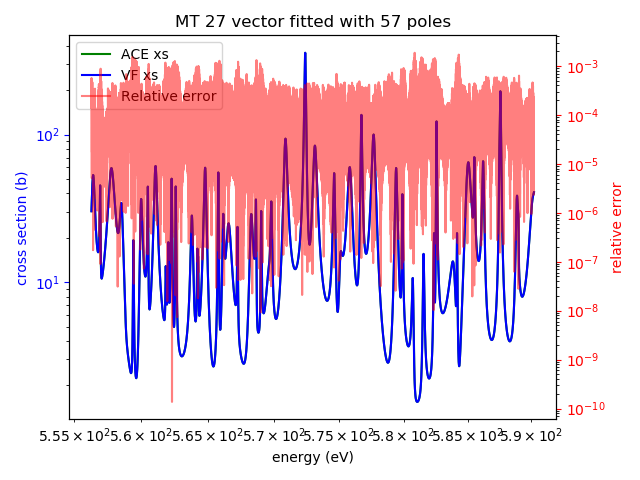 MT 27 vector fitted with 57 poles
ACE xs
VF xs
Relative error
cross section (b)
10²
10¹
relative error
10⁻³
10⁻⁴
10⁻⁵
10⁻⁶
10⁻⁷
10⁻⁸
10⁻⁹
10⁻¹⁰
5.55 × 10² 5.6 × 10² 5.65 × 10² 5.7 × 10² 5.75 × 10² 5.8 × 10² 5.85 × 10² 5.9 × 10²
energy (eV)